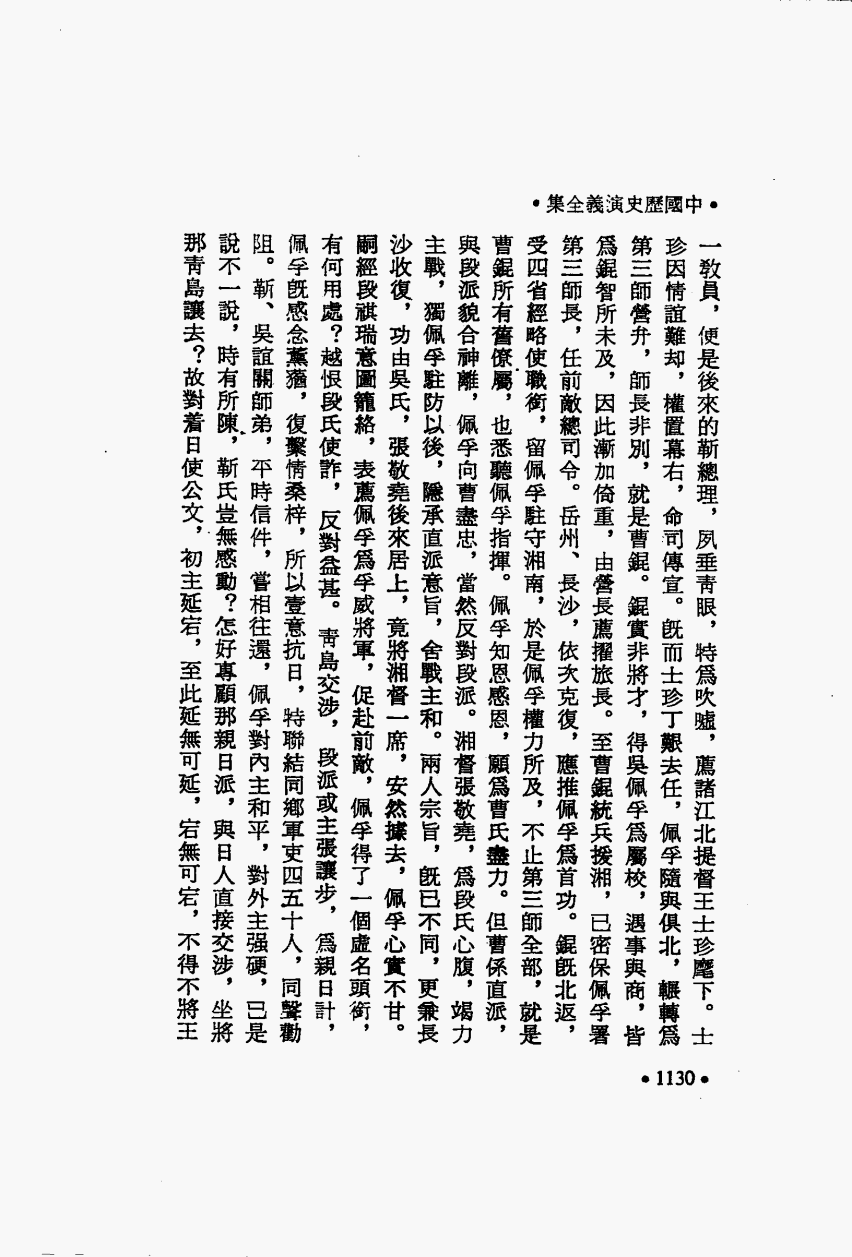 •中國歷史演義全集•
一教員，便是後來的靳總理，夙垂靑眼，特爲吹噓，薦諸江北提督王士珍麾下。士
珍因情誼難却，權置幕右，命司傳宣。旣而士珍丁艱去任，佩孚隨與俱北，輾轉爲
第三師營弁，師長非別，就是曹錕。錕實非將才，得吳佩孚爲屬校，遇事與商，皆
爲錕智所未及，因此漸加倚重，由營長薦擢旅長。至曹錕統兵援湘，已密保佩孚署
第三師長，任前敵總司令。岳州、長沙，依次克復，應推佩孚爲首功。錕旣北返，
受四省經略使職銜，留佩孚駐守湘南，於是佩孚權力所及，不止第三師全部，就是
曹錕所有舊僚屬，也悉聽佩孚指揮。佩孚知恩感恩，願爲曹氏盡力。但曹係直派，
與段派貌合神離，佩孚向曹盡忠，當然反對段派。湘督張敬堯，爲段氏心腹，竭力
主戰，獨佩孚駐防以後，隱承直派意旨，舍戰主和。兩人宗旨，旣已不同，更兼長
沙收復，功由吳氏，張敬堯後來居上，竟將湘督一席，安然據去，佩孚心實不甘。
嗣經段祺瑞意圖籠絡，表薦佩孚爲孚威將軍，促赴前敵，佩孚得了一個虛名頭銜，
有何用處？越恨段氏使詐，反對益甚。靑島交涉，段派或主張讓步，爲親日計，
佩孚旣感念薰蕕，復繫情桑梓，所以壹意抗日，特聯結同鄉軍吏四五十人，同聲勸
阻。靳、吳誼關師弟，平時信件，嘗相往還，佩孚對內主和平，對外主强硬，已是
說不一說，時有所陳，靳氏豈無感動？怎好專顧那親日派，與日人直接交涉，坐將
那靑島讓去？故對着日使公文，初主延宕，至此延無可延，宕無可宕，不得不將王
•1130•